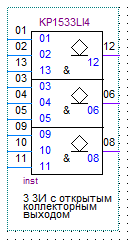 КР1533LI4
01 01
02 02 12 12
13 13 &
03 03
04 04 06 06
05 05 &
09 09
10 10 08 08
11 11 &
inst
3 3И с открытым
коллекторным
выходом